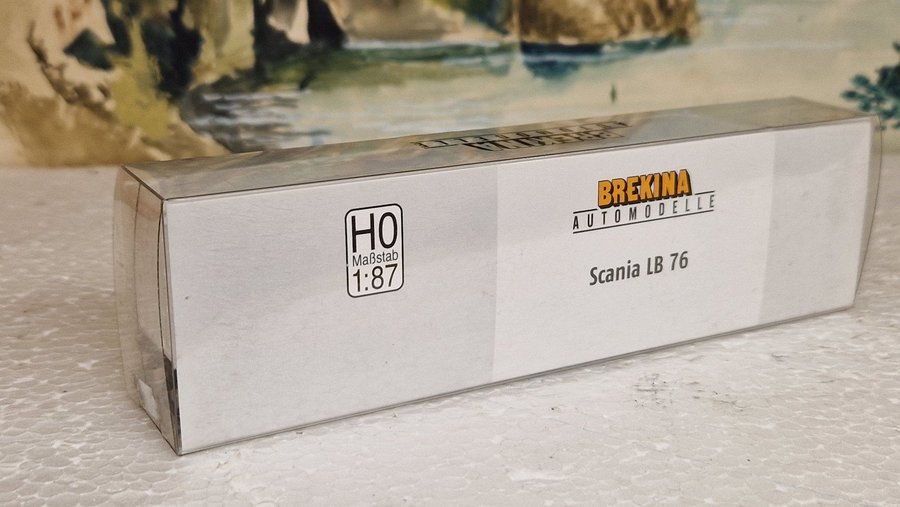 H0
Maßstab
1:87
BREKINA
AUTOMODELLE
Scania LB 76